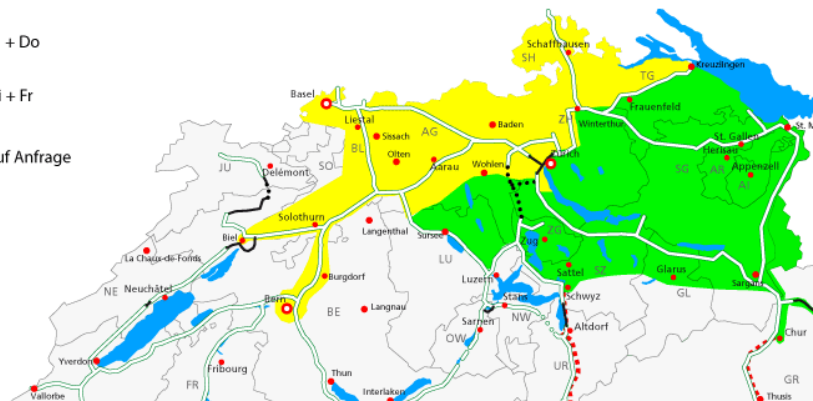 + Do
i + Fr
uf Anfrage
Schaffhausen
SH
Kreuzlingen
TG
Basel
Frauenfeld
Liestal
Baden
ZH
Winterthur
AG
Sissach
St. M
St. Gallen
BL
Olten
Herisau
Zürich
Aarau
Wohlen
SO
JU
Delémont
SG
AR
Appenzell
AI
Solothurn
Langenthal
Biel
Sursee
ZG
Zug
La Chaux-de-Fonds
LU
Sattel
SZ
Glarus
Burgdorf
Luzern
Sargans
NE
Neuchâtel
Bern
Stans
Schwyz
GL
BE
Langnau
NW
Sarnen
Altdorf
Chur
OW
Yverdon
Fribourg
UR
Thun
GR
FR
Interlaken
Vallorbe
Thusis